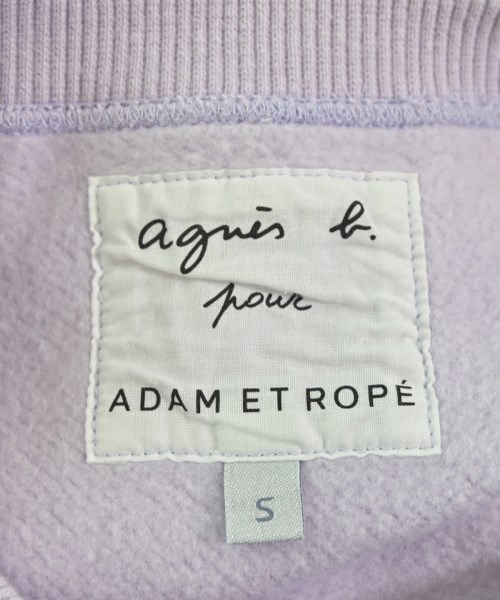 agnès b.
pour
ADAM ET ROPÉ
S